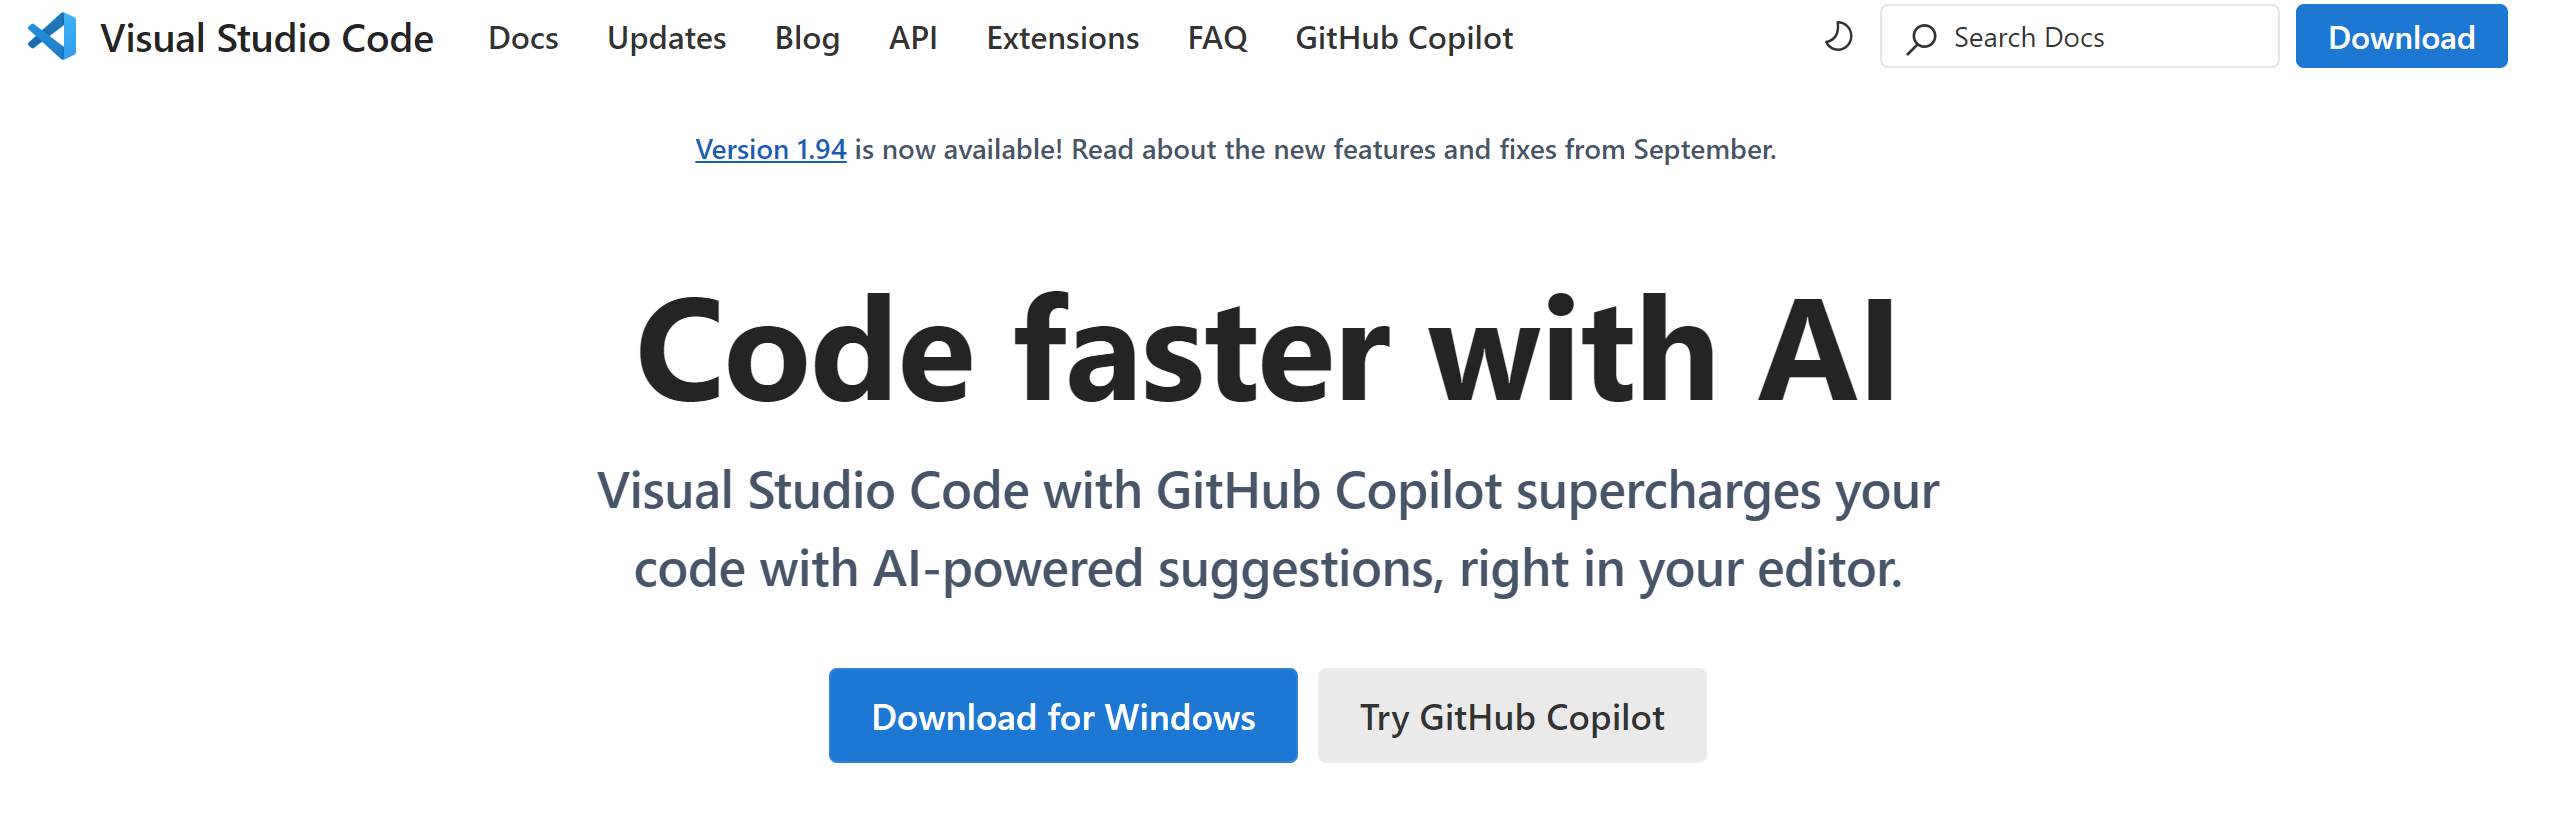 Visual Studio Code Docs Updates Blog API Extensions FAQ GitHub Copilot Search Docs Download
Version 1.94 is now available! Read about the new features and fixes from September.
Code faster with AI
Visual Studio Code with GitHub Copilot supercharges your
code with AI-powered suggestions, right in your editor.
Download for Windows Try GitHub Copilot